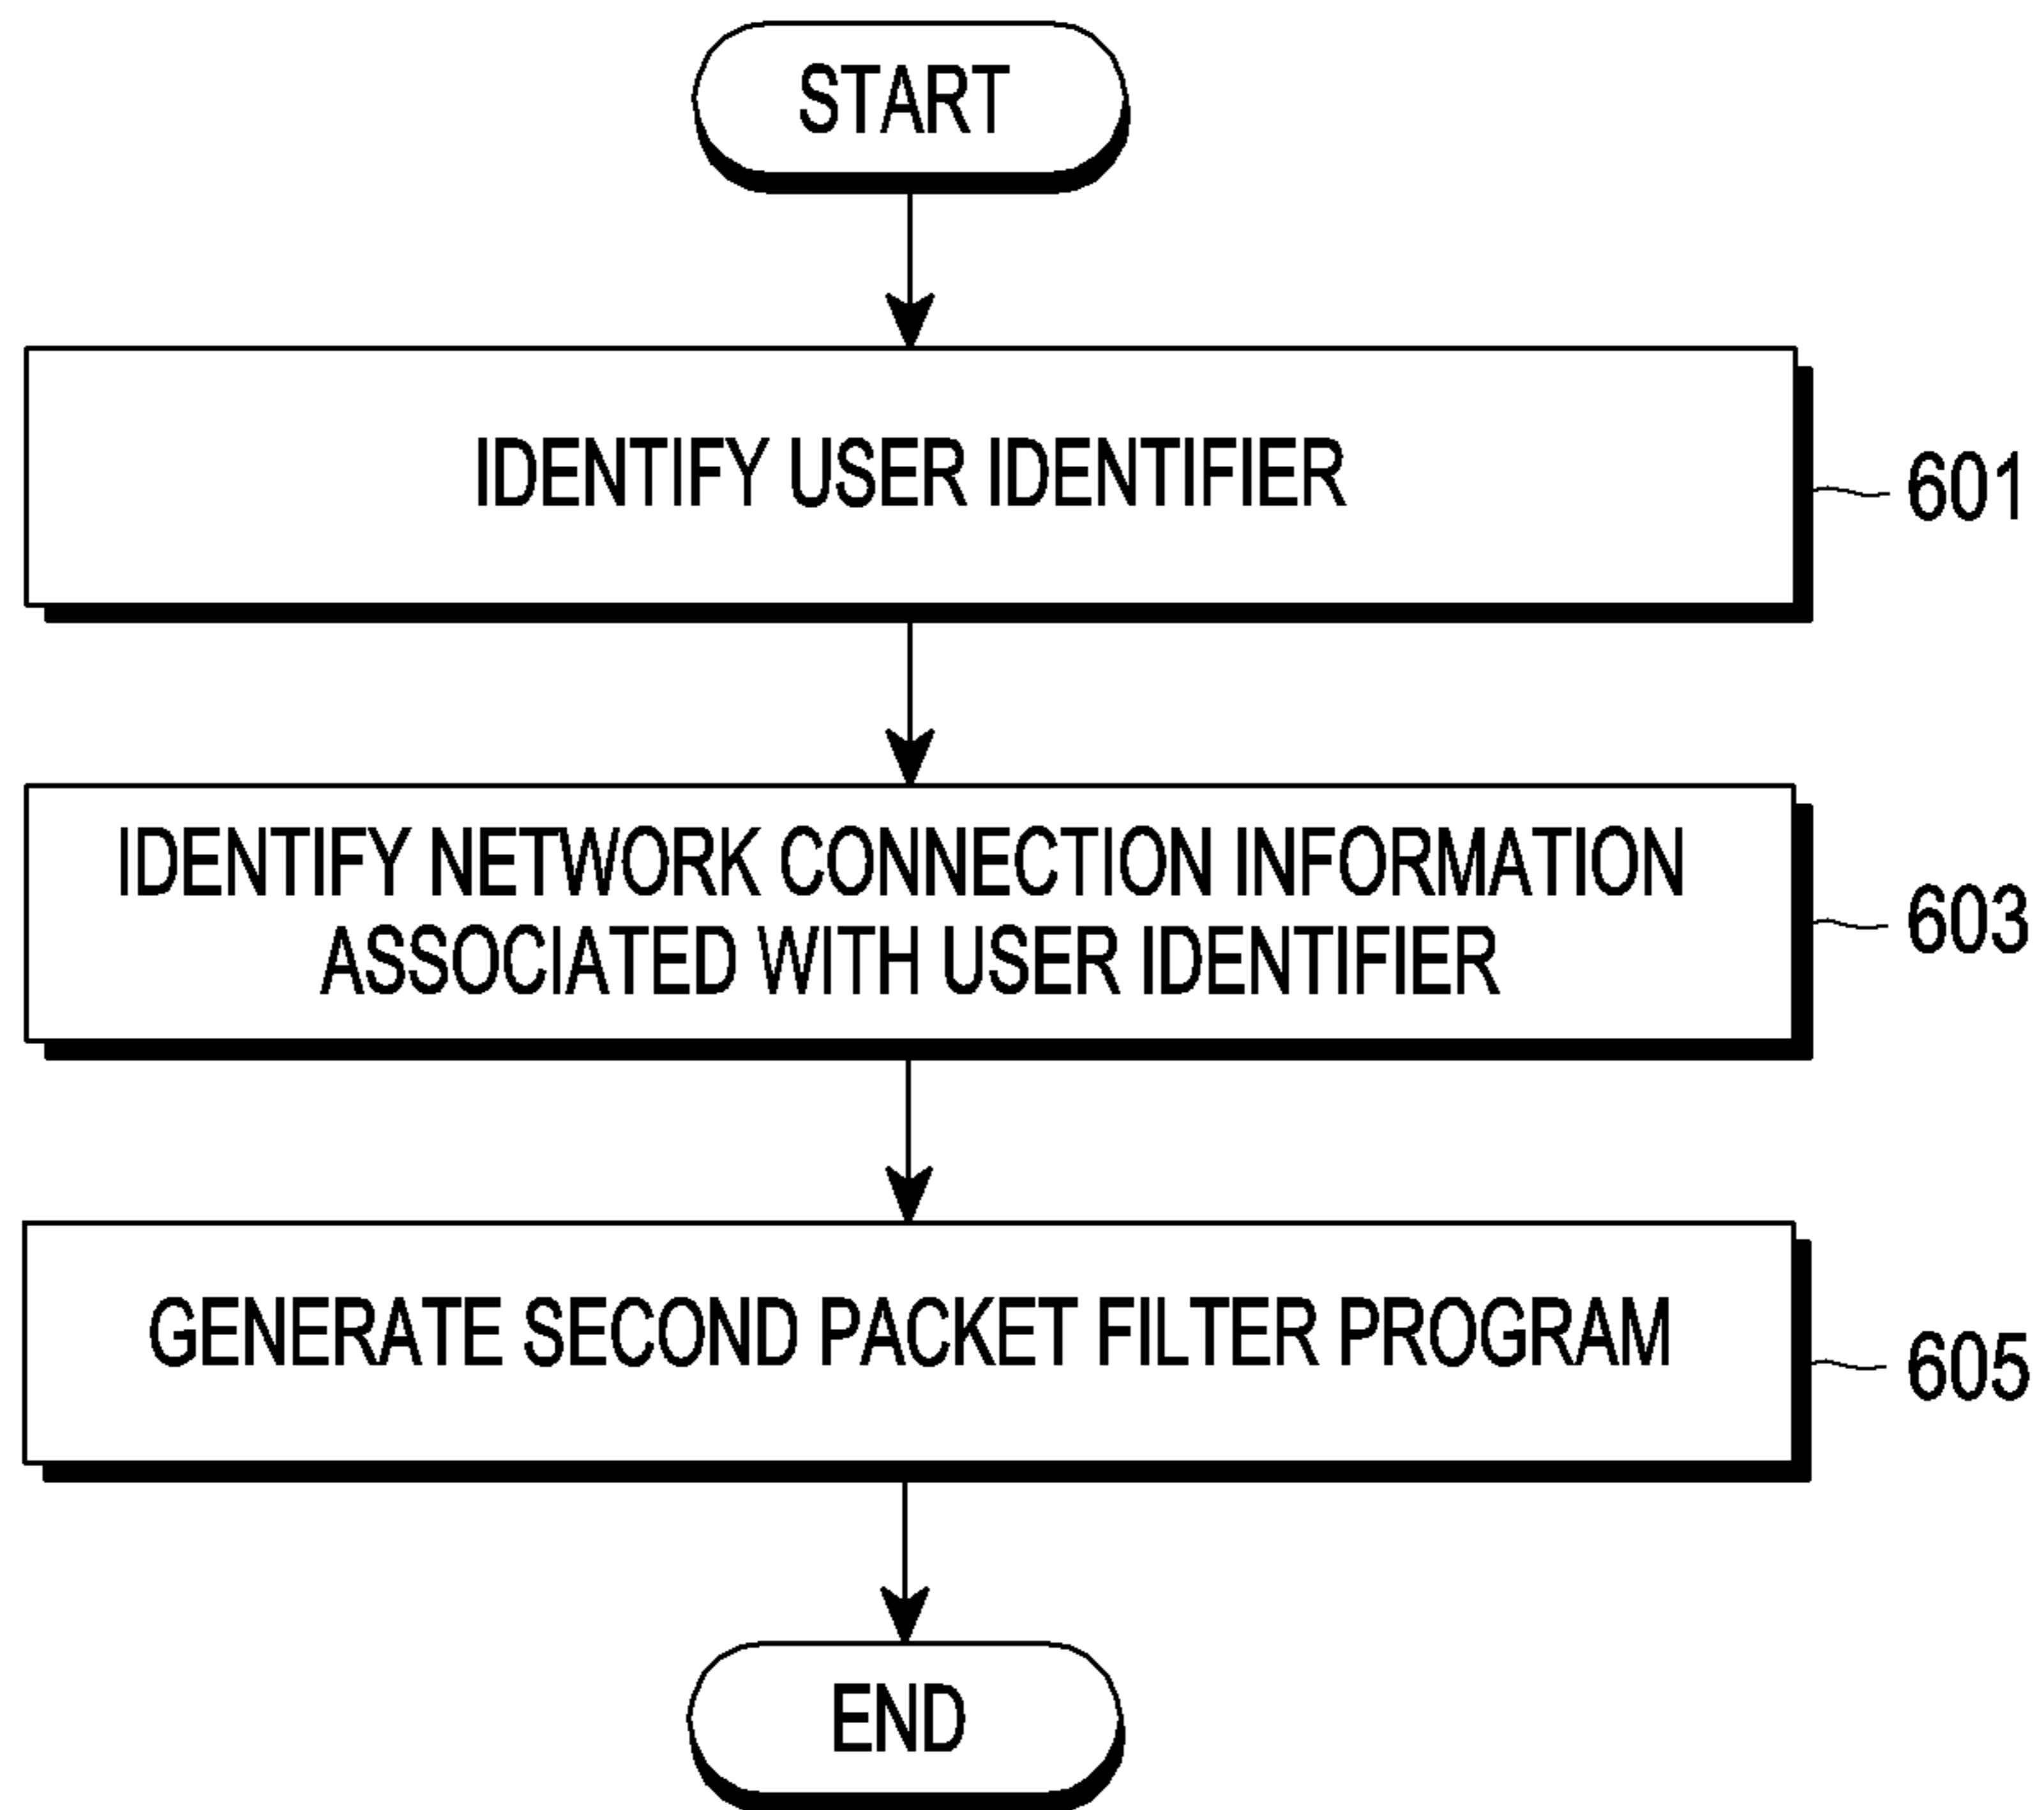 START
IDENTIFY USER IDENTIFIER
601
IDENTIFY NETWORK CONNECTION INFORMATION
ASSOCIATED WITH USER IDENTIFIER
603
GENERATE SECOND PACKET FILTER PROGRAM
605
END